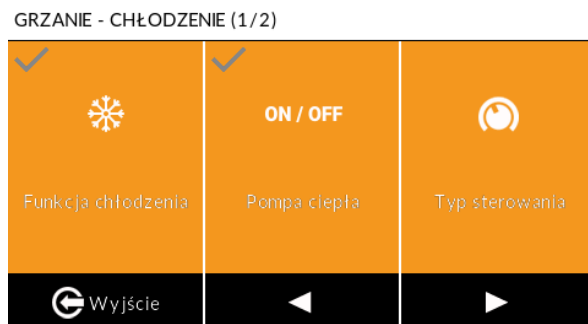 GRZANIE - CHŁODZENIE (1/2)
ON / OFF
Funkcja chłodzenia
Pompa ciepła
Typ sterowania
Wyjście